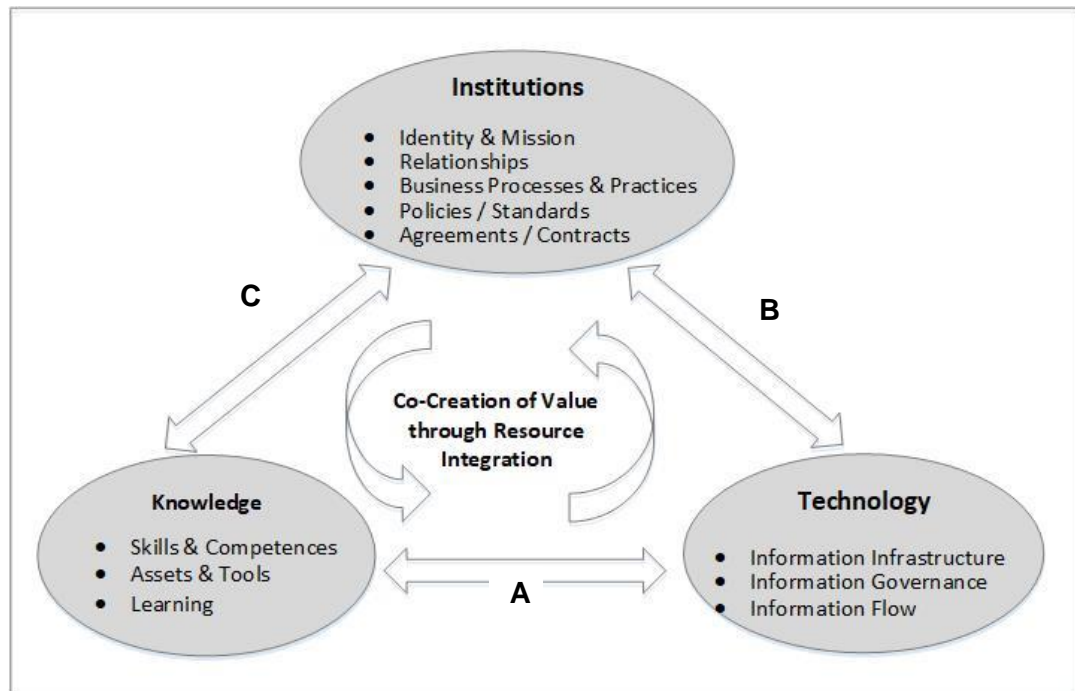 Institutions
• Identity & Mission
• Relationships
• Business Processes & Practices
• Policies / Standards
• Agreements / Contracts
C
B
Co-Creation of Value
through Resource
Integration
Knowledge
• Skills & Competences
• Assets & Tools
• Learning
Technology
• Information Infrastructure
• Information Governance
• Information Flow
A